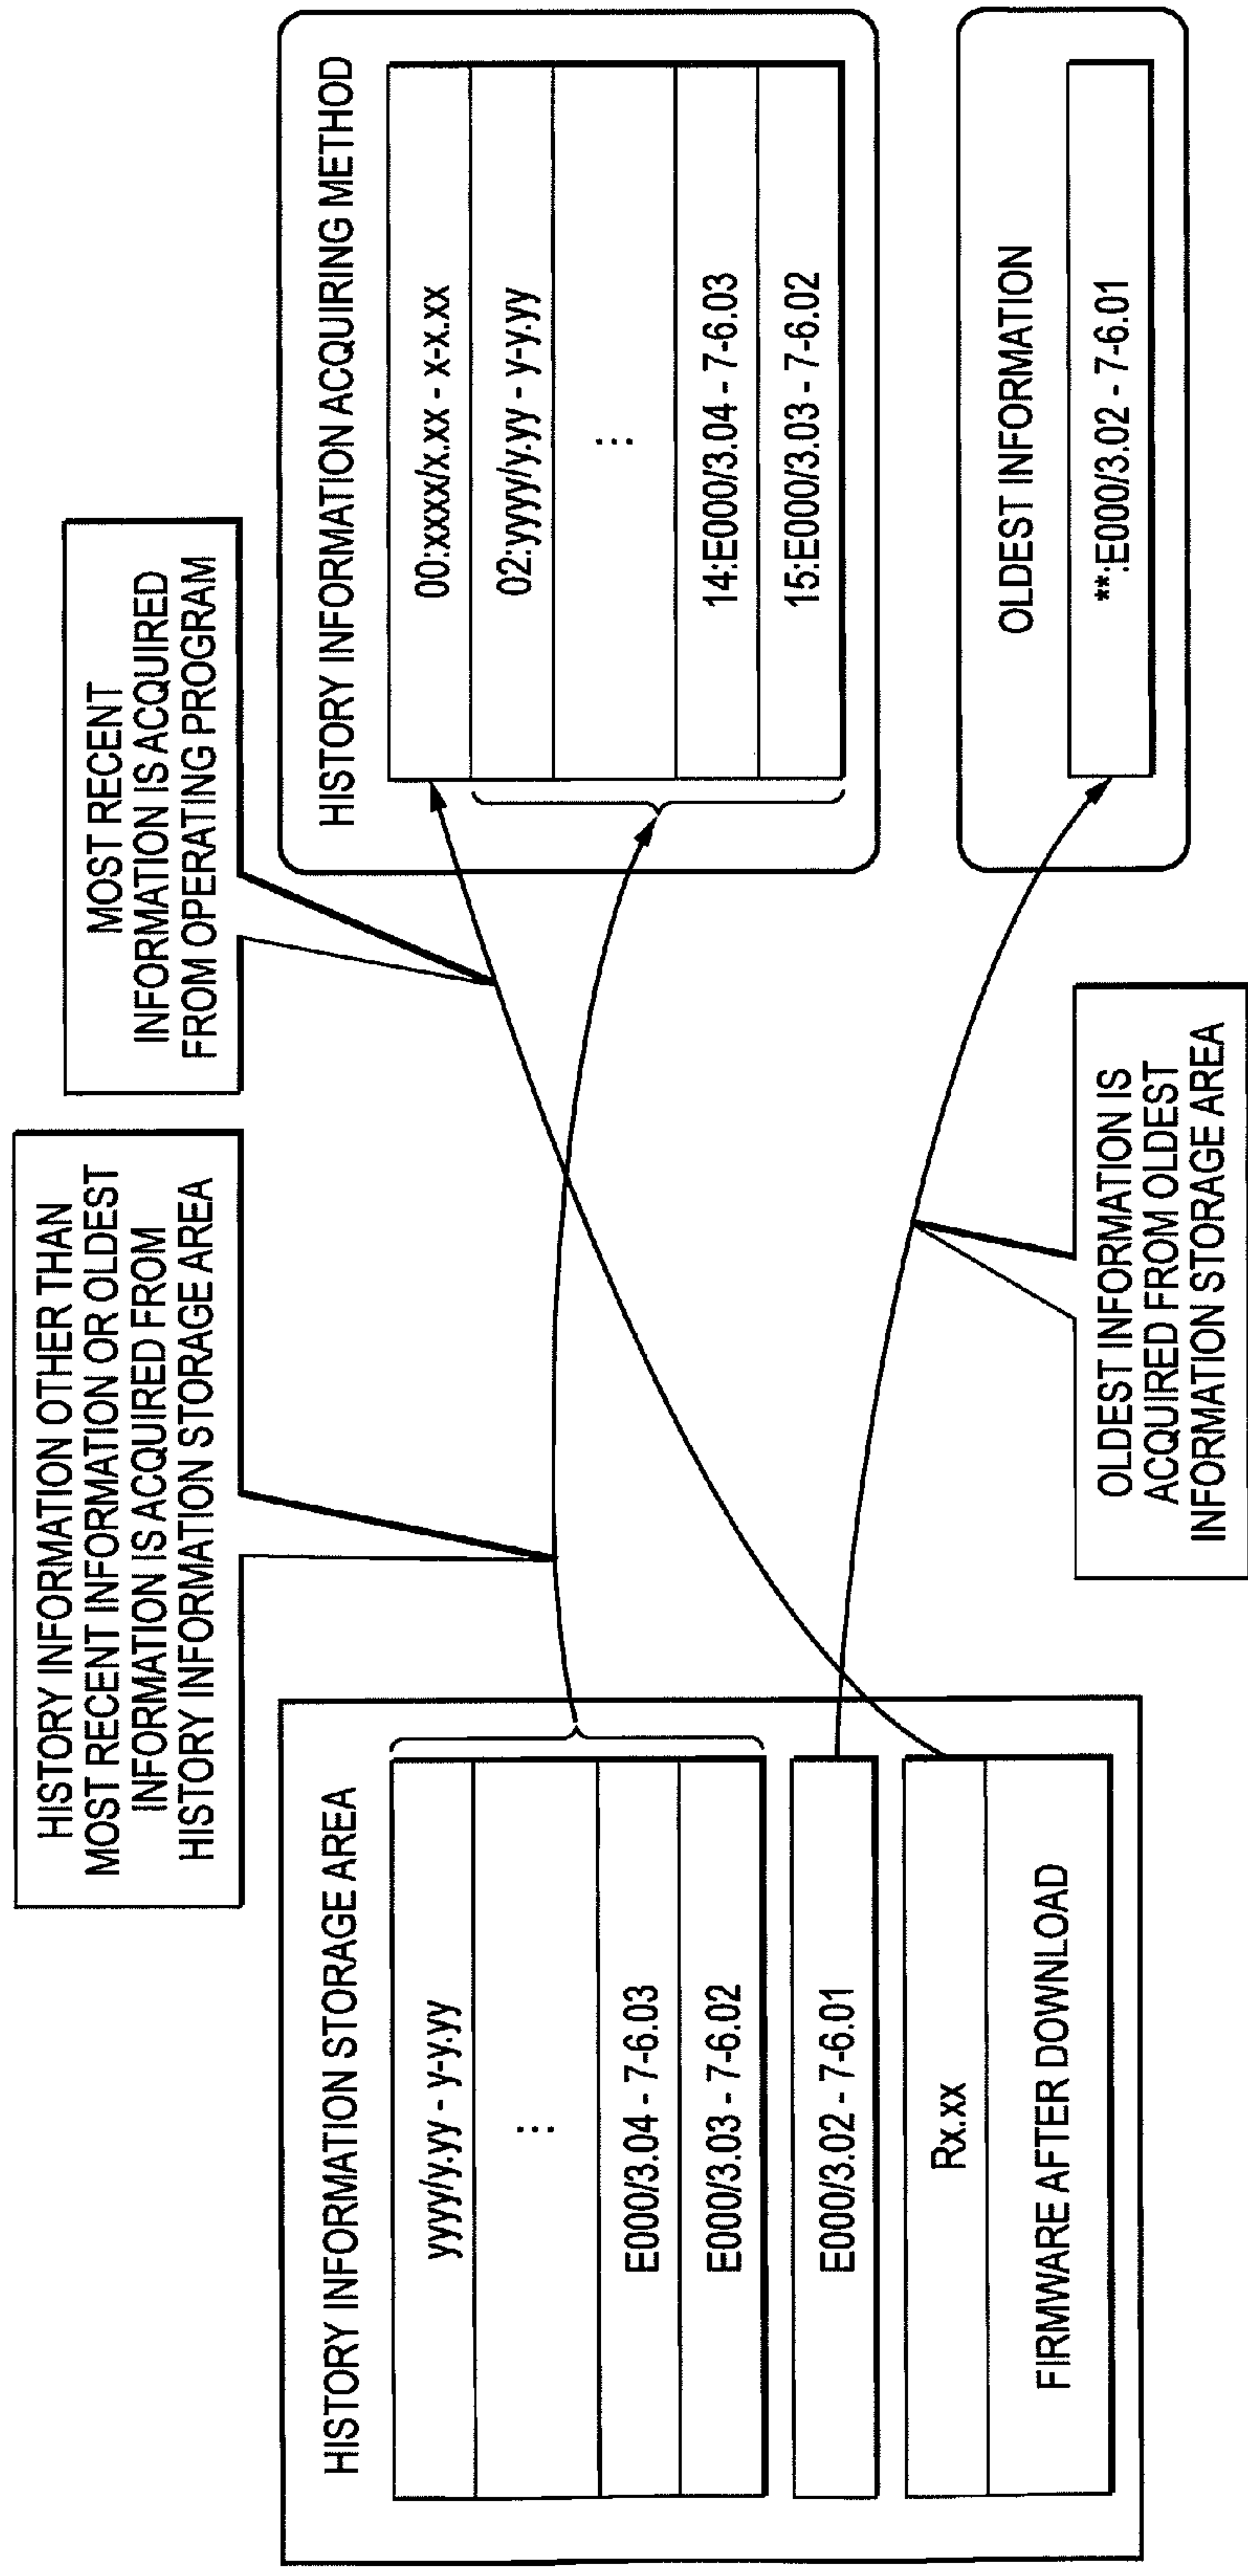 HISTORY INFORMATION OTHER THAN
MOST RECENT INFORMATION OR OLDEST
INFORMATION IS ACQUIRED FROM
HISTORY INFORMATION STORAGE AREA
MOST RECENT
INFORMATION IS ACQUIRED
FROM OPERATING PROGRAM
HISTORY INFORMATION STORAGE AREA
yyyy/y.yy - y-y.yy
...
E000/3.04 - 7-6.03
E000/3.03 - 7-6.02
E000/3.02 - 7-6.01
Rx.xx
FIRMWARE AFTER DOWNLOAD
HISTORY INFORMATION ACQUIRING METHOD
00:xxxx/x.xx - x-x.xx
02:yyyy/y.yy - y-y.yy
...
14:E000/3.04 - 7-6.03
15:E000/3.03 - 7-6.02
OLDEST INFORMATION
**:E000/3.02 - 7-6.01
OLDEST INFORMATION IS
ACQUIRED FROM OLDEST
INFORMATION STORAGE AREA